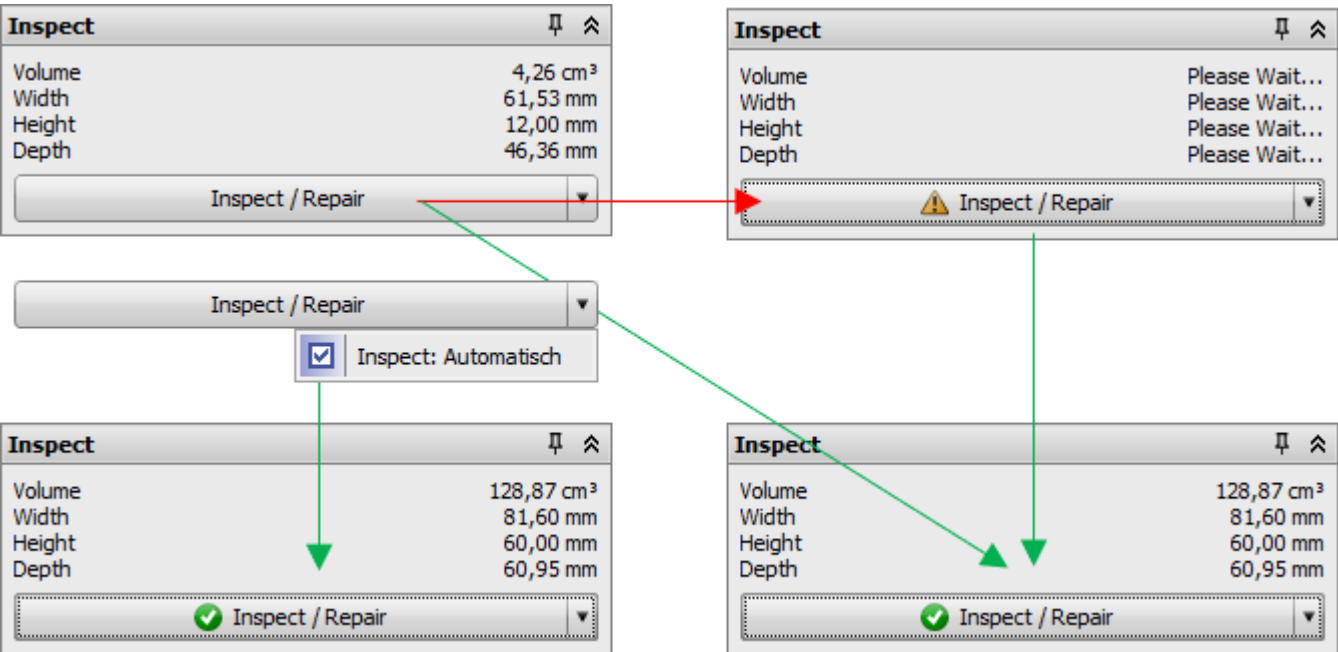 Inspect
Volume 4,26 cm³
Width 61,53 mm
Height 12,00 mm
Depth 46,36 mm
Inspect / Repair
Inspect
Volume Please Wait...
Width Please Wait...
Height Please Wait...
Depth Please Wait...
Inspect / Repair
Inspect / Repair
Inspect: Automatisch
Inspect
Volume 128,87 cm³
Width 81,60 mm
Height 60,00 mm
Depth 60,95 mm
Inspect / Repair
Inspect
Volume 128,87 cm³
Width 81,60 mm
Height 60,00 mm
Depth 60,95 mm
Inspect / Repair